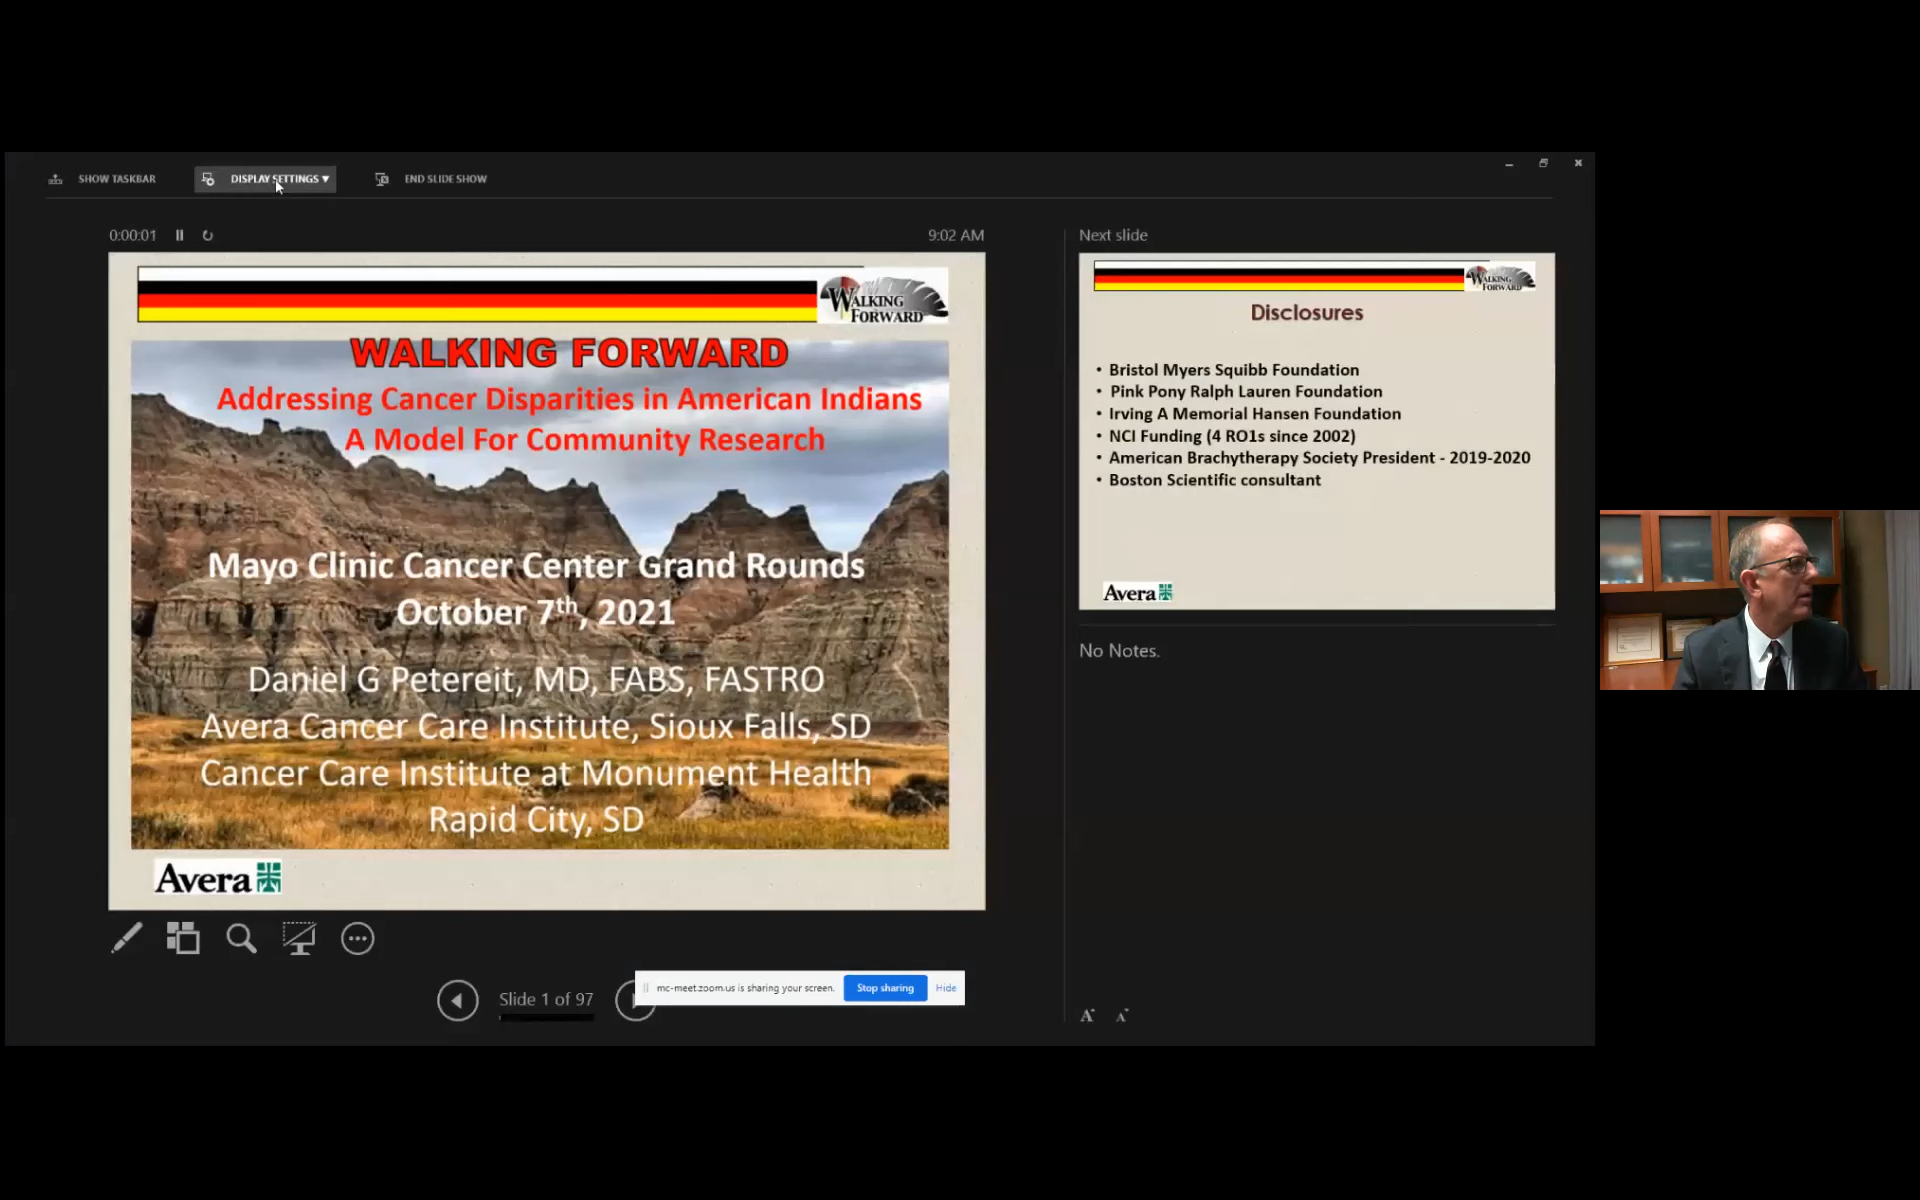 SHOW TASKBAR
DISPLAY SETTINGS ▼
END SLIDE SHOW
0:00:01
9:02 AM
WALKING
FORWARD
WALKING FORWARD
Addressing Cancer Disparities in American Indians
A Model For Community Research
Mayo Clinic Cancer Center Grand Rounds
October 7th, 2021
Daniel G Petereit, MD, FABS, FASTRO
Avera Cancer Care Institute, Sioux Falls, SD
Cancer Care Institute at Monument Health
Rapid City, SD
Avera
Slide 1 of 97
mc-meet.zoom.us is sharing your screen.
Stop sharing
Hide
Next slide
WALKING
FORWARD
Disclosures
• Bristol Myers Squibb Foundation
• Pink Pony Ralph Lauren Foundation
• Irving A Memorial Hansen Foundation
• NCI Funding (4 RO1s since 2002)
• American Brachytherapy Society President - 2019-2020
• Boston Scientific consultant
Avera
No Notes.
A A